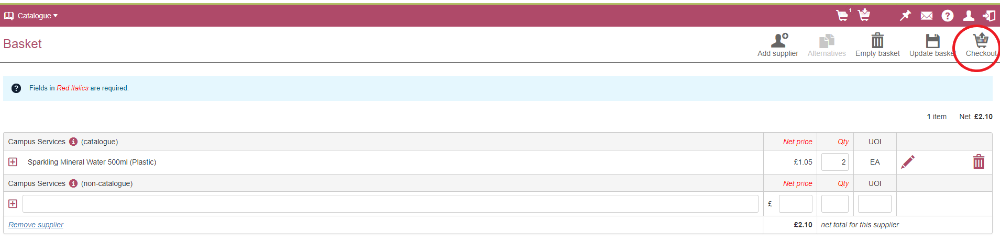 Catalogue
1
Basket
Add supplier Alternatives Empty basket Update basket Checkout
Fields in Red Italics are required.
1 item Net £2.10
Campus Services (catalogue) Net price Qty UOI
Sparkling Mineral Water 500ml (Plastic) £1.05 2 EA
Campus Services (non-catalogue) Net price Qty UOI
£
Remove supplier £2.10 net total for this supplier